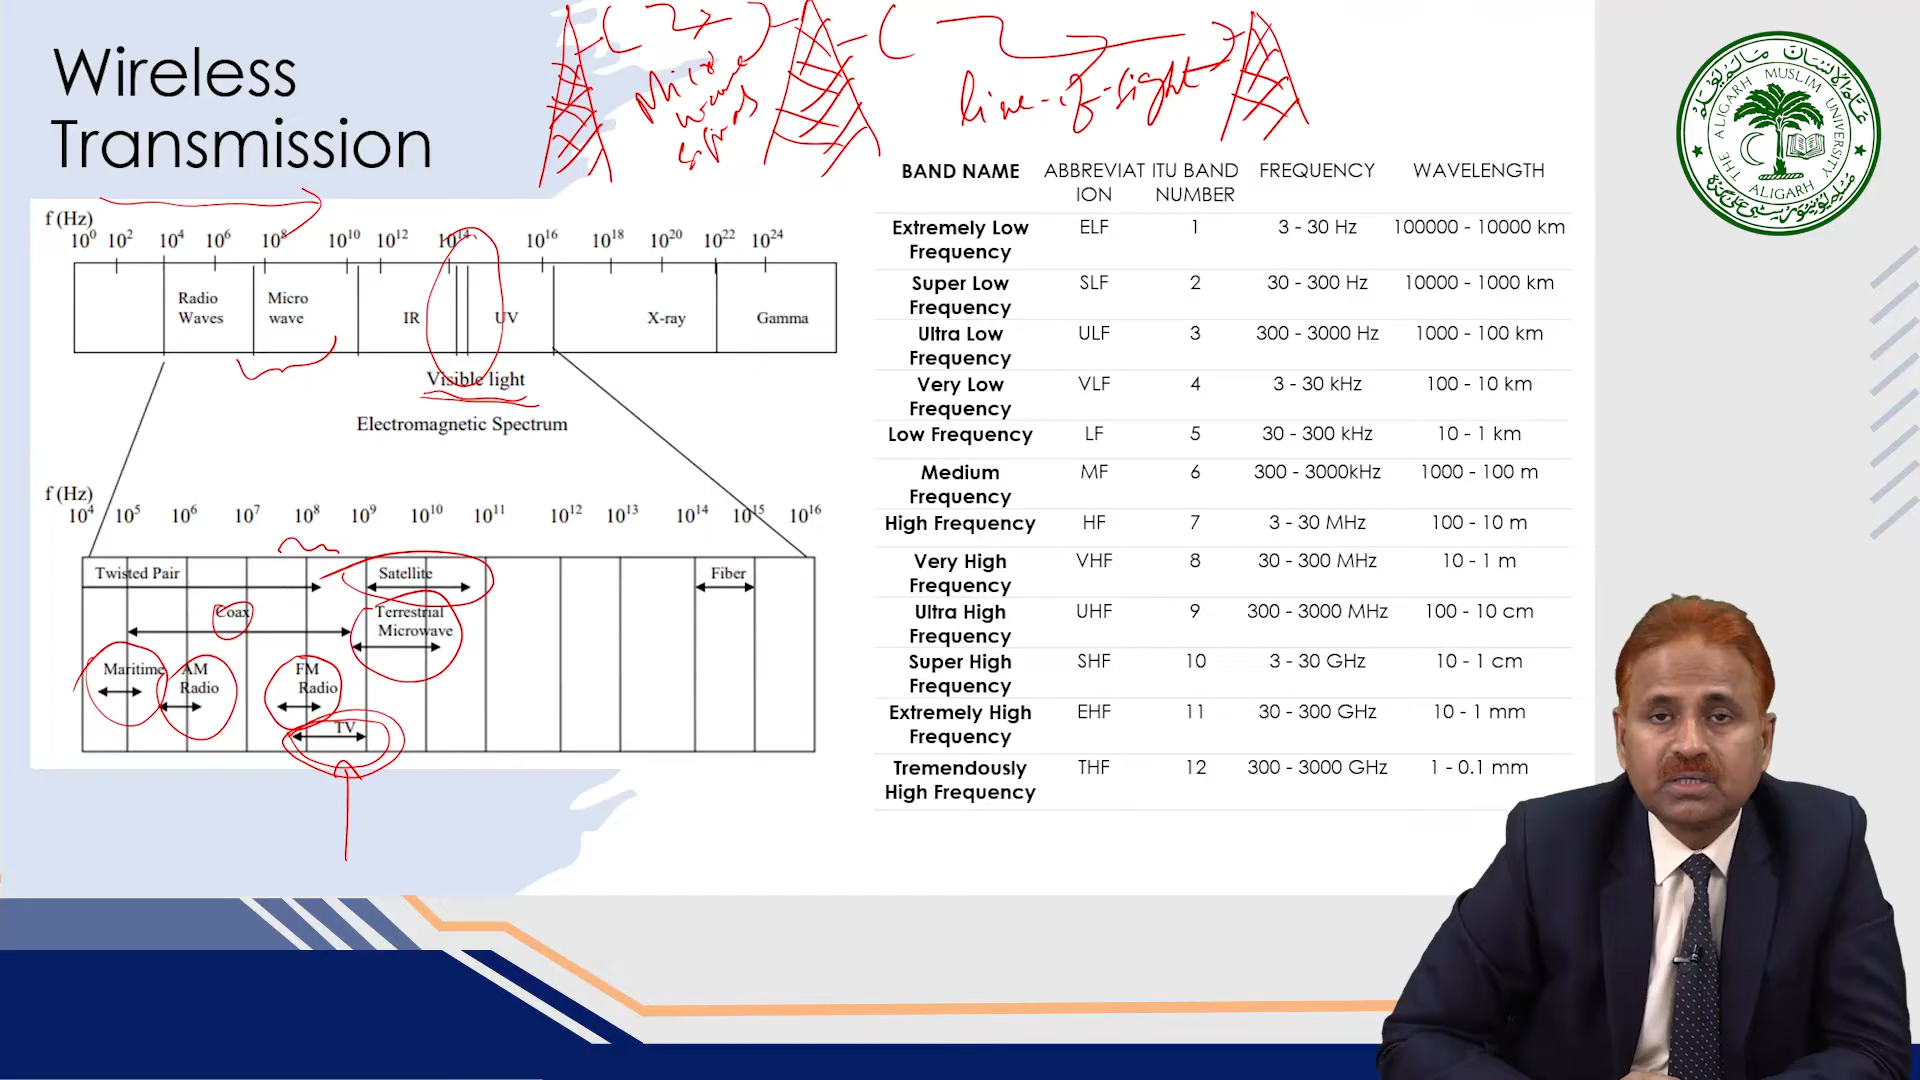 Wireless
Transmission
Micro
wave
signals
line-of-sight
f (Hz)
10⁰ 10² 10⁴ 10⁶ 10⁸ 10¹⁰ 10¹² 10¹⁴ 10¹⁶ 10¹⁸ 10²⁰ 10²² 10²⁴
Radio
Waves
Micro
wave
IR
UV
X-ray
Gamma
Visible light
Electromagnetic Spectrum
f (Hz)
10⁴ 10⁵ 10⁶ 10⁷ 10⁸ 10⁹ 10¹⁰ 10¹¹ 10¹² 10¹³ 10¹⁴ 10¹⁵ 10¹⁶
Twisted Pair
Satellite
Fiber
Coax
Terrestrial
Microwave
Maritime
AM
Radio
FM
Radio
TV
BAND NAME ABBREVIAT ITU BAND FREQUENCY WAVELENGTH
ION NUMBER
Extremely Low ELF 1 3 - 30 Hz 100000 - 10000 km
Frequency
Super Low SLF 2 30 - 300 Hz 10000 - 1000 km
Frequency
Ultra Low ULF 3 300 - 3000 Hz 1000 - 100 km
Frequency
Very Low VLF 4 3 - 30 kHz 100 - 10 km
Frequency
Low Frequency LF 5 30 - 300 kHz 10 - 1 km
Medium MF 6 300 - 3000kHz 1000 - 100 m
Frequency
High Frequency HF 7 3 - 30 MHz 100 - 10 m
Very High VHF 8 30 - 300 MHz 10 - 1 m
Frequency
Ultra High UHF 9 300 - 3000 MHz 100 - 10 cm
Frequency
Super High SHF 10 3 - 30 GHz 10 - 1 cm
Frequency
Extremely High EHF 11 30 - 300 GHz 10 - 1 mm
Frequency
Tremendously THF 12 300 - 3000 GHz 1 - 0.1 mm
High Frequency
THE ALIGARH MUSLIM UNIVERSITY
ALIGARH
علم الانسان مالم يعلم